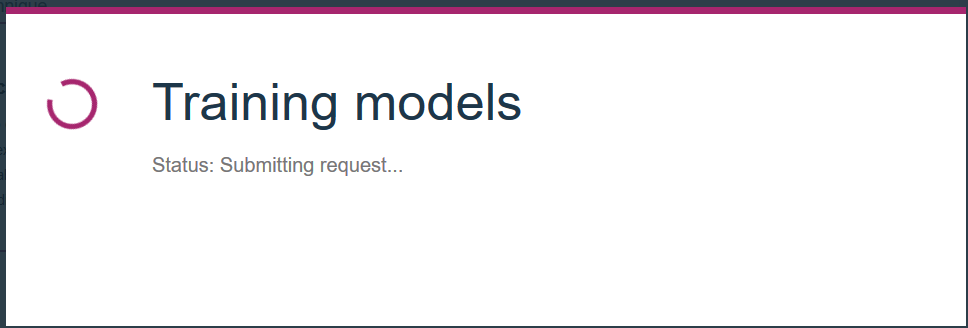 Training models
Status: Submitting request...